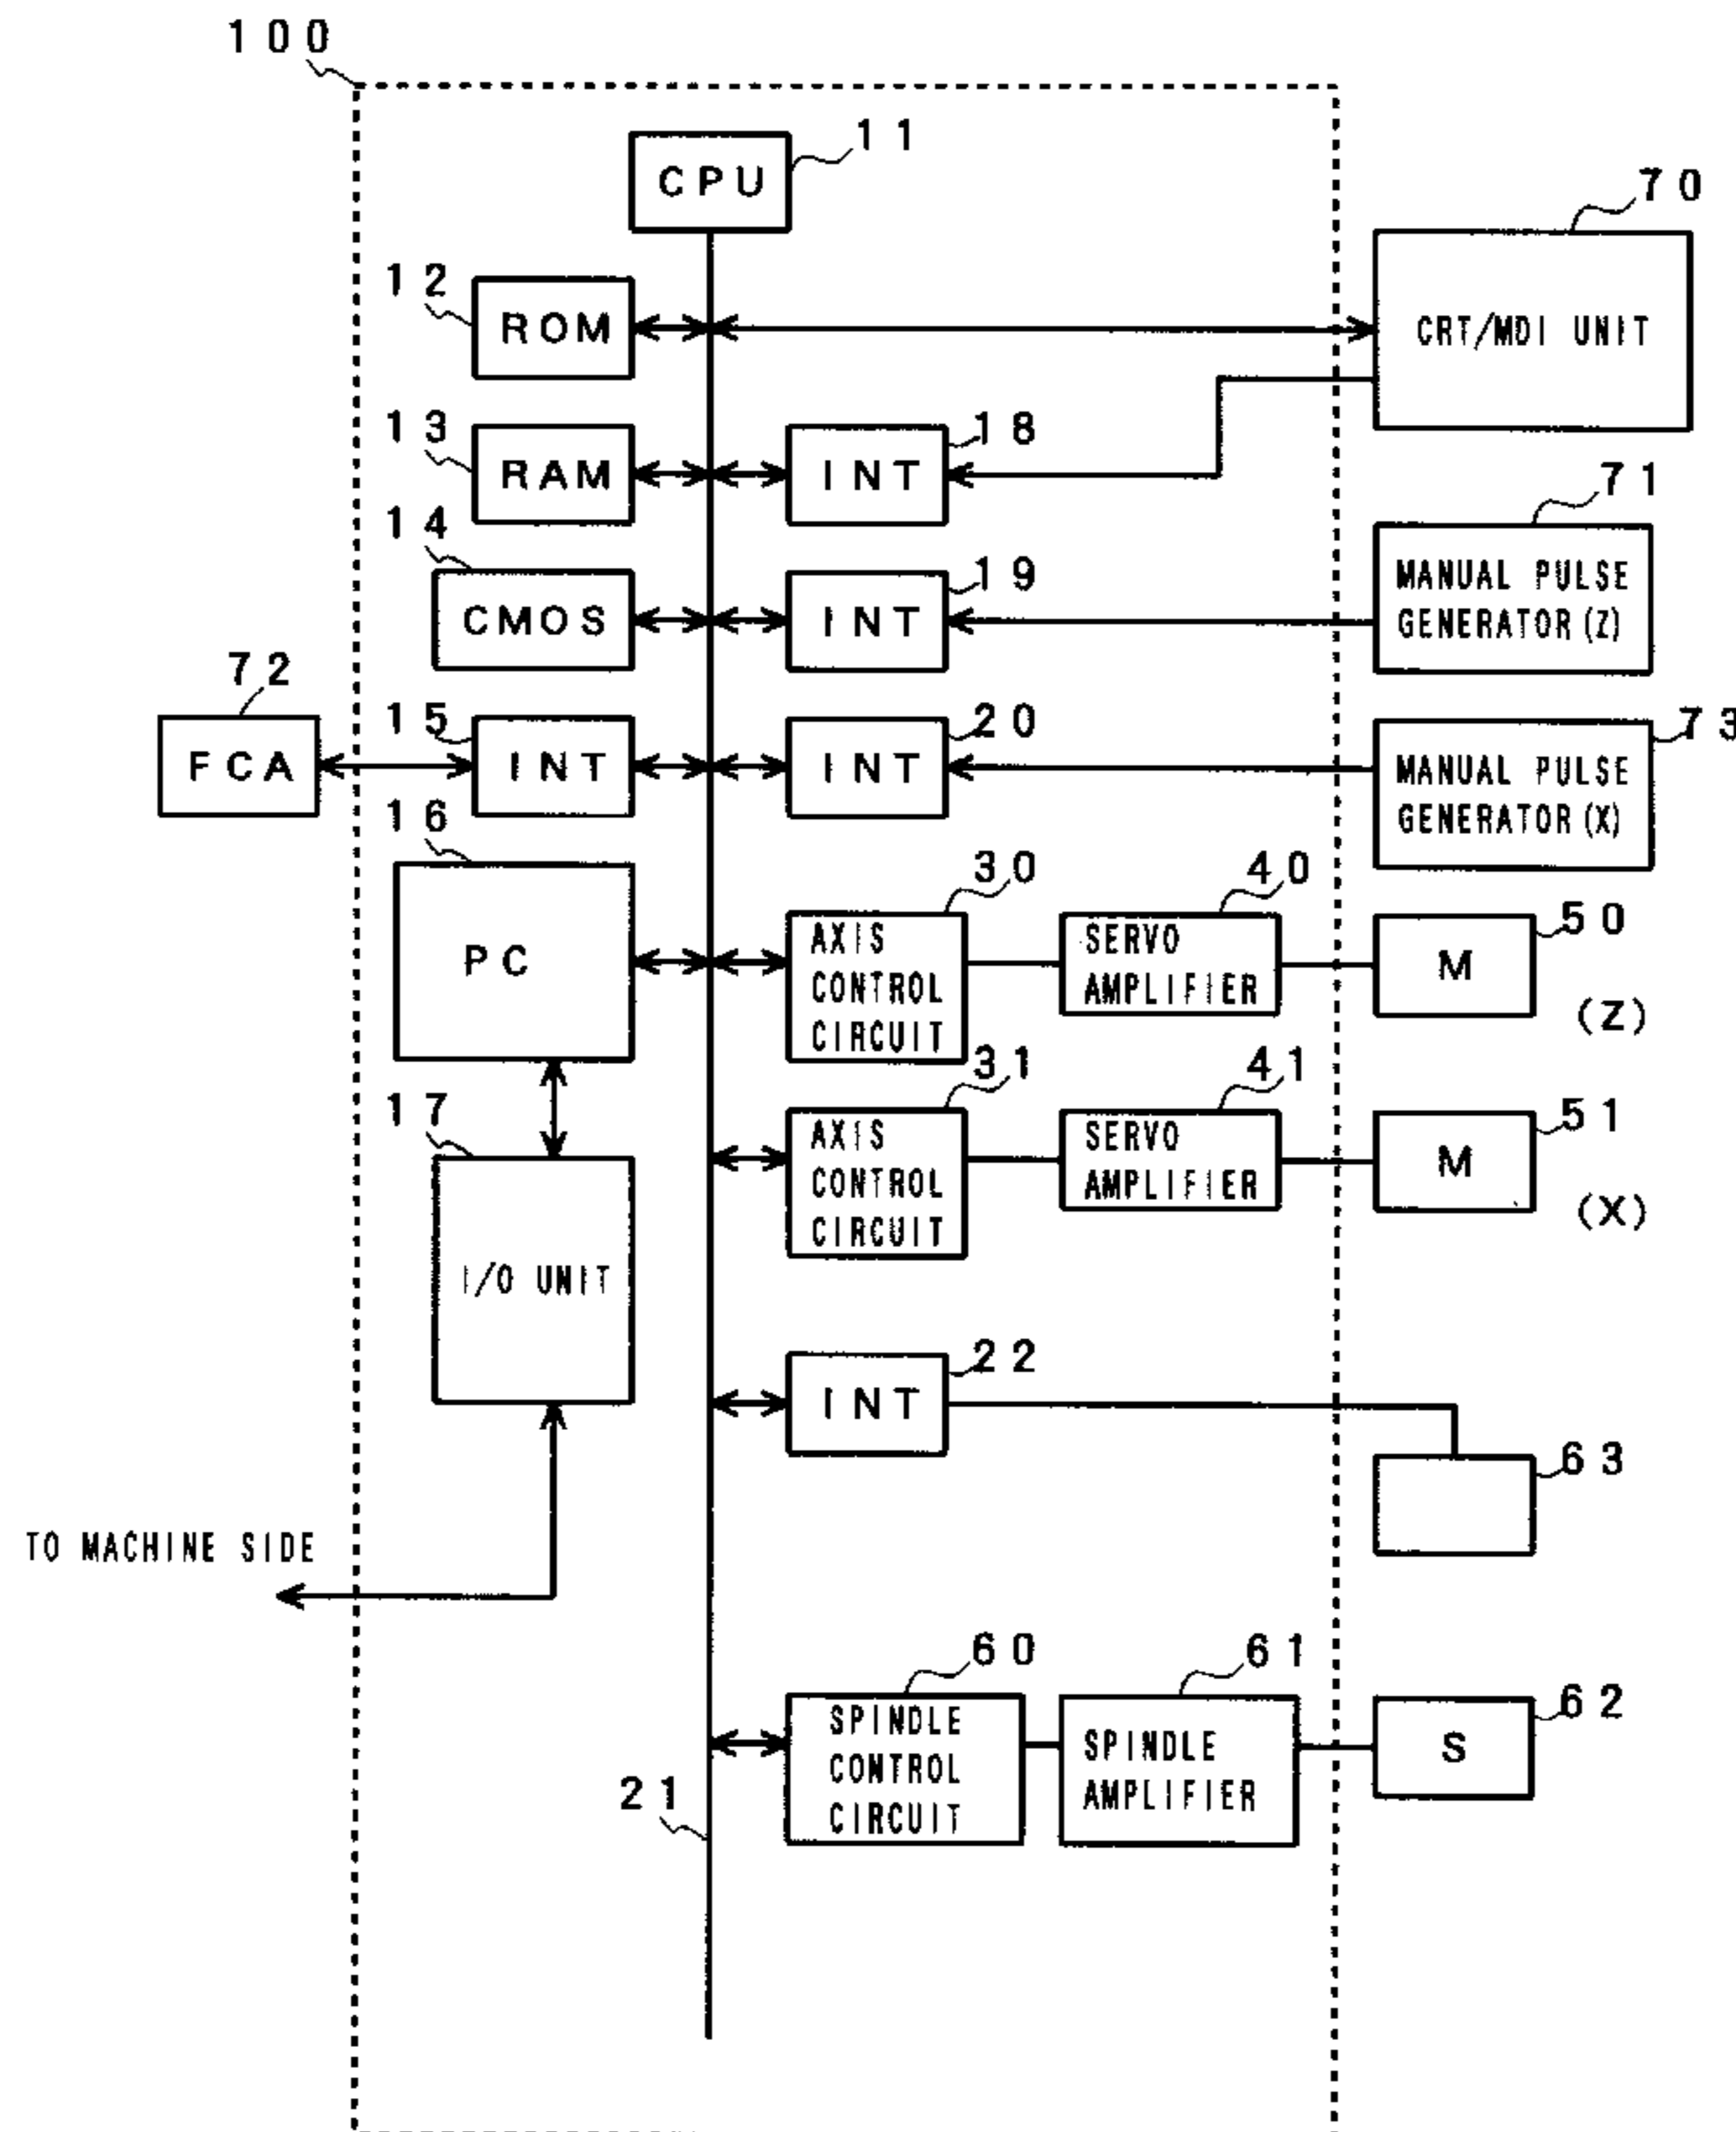 100
CPU
11
70
12
ROM
CRT/MDI UNIT
13
RAM
18
INT
71
14
CMOS
19
INT
MANUAL PULSE
GENERATOR(Z)
72
FCA
15
INT
20
INT
73
MANUAL PULSE
GENERATOR(X)
16
PC
30
AXIS
CONTROL
CIRCUIT
40
SERVO
AMPLIFIER
50
M
(Z)
17
I/O UNIT
31
AXIS
CONTROL
CIRCUIT
41
SERVO
AMPLIFIER
51
M
(X)
22
INT
63
TO MACHINE SIDE
60
SPINDLE
CONTROL
CIRCUIT
61
SPINDLE
AMPLIFIER
62
S
21